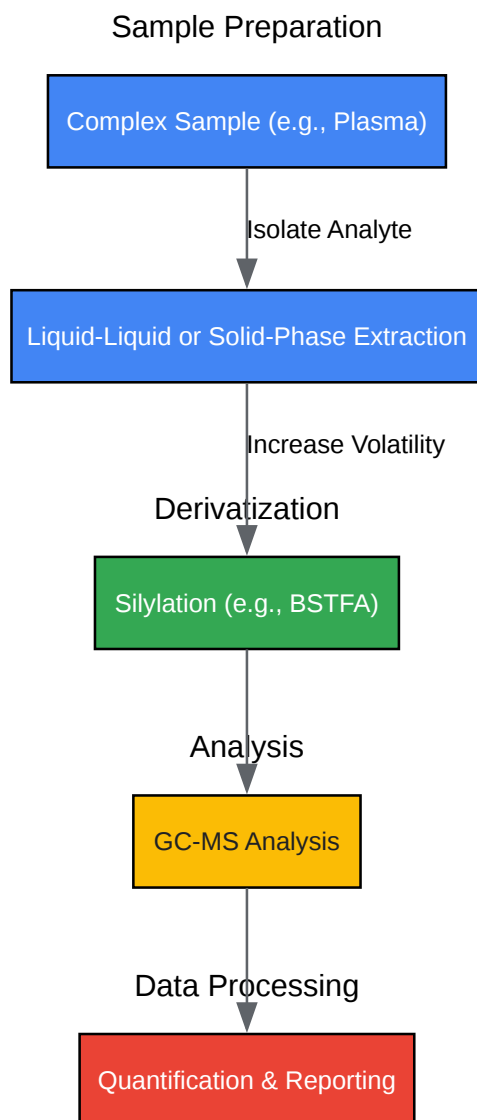 Sample Preparation
Complex Sample (e.g., Plasma)
Isolate Analyte
Liquid-Liquid or Solid-Phase Extraction
Increase Volatility
Derivatization
Silylation (e.g., BSTFA)
Analysis
GC-MS Analysis
Data Processing
Quantification & Reporting